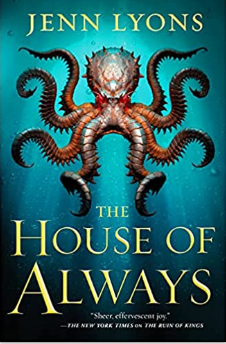 JENN LYONS
THE
HOUSE OF
ALWAYS
"Sheer, effervescent joy."
—THE NEW YORK TIMES ON THE RUIN OF KINGS